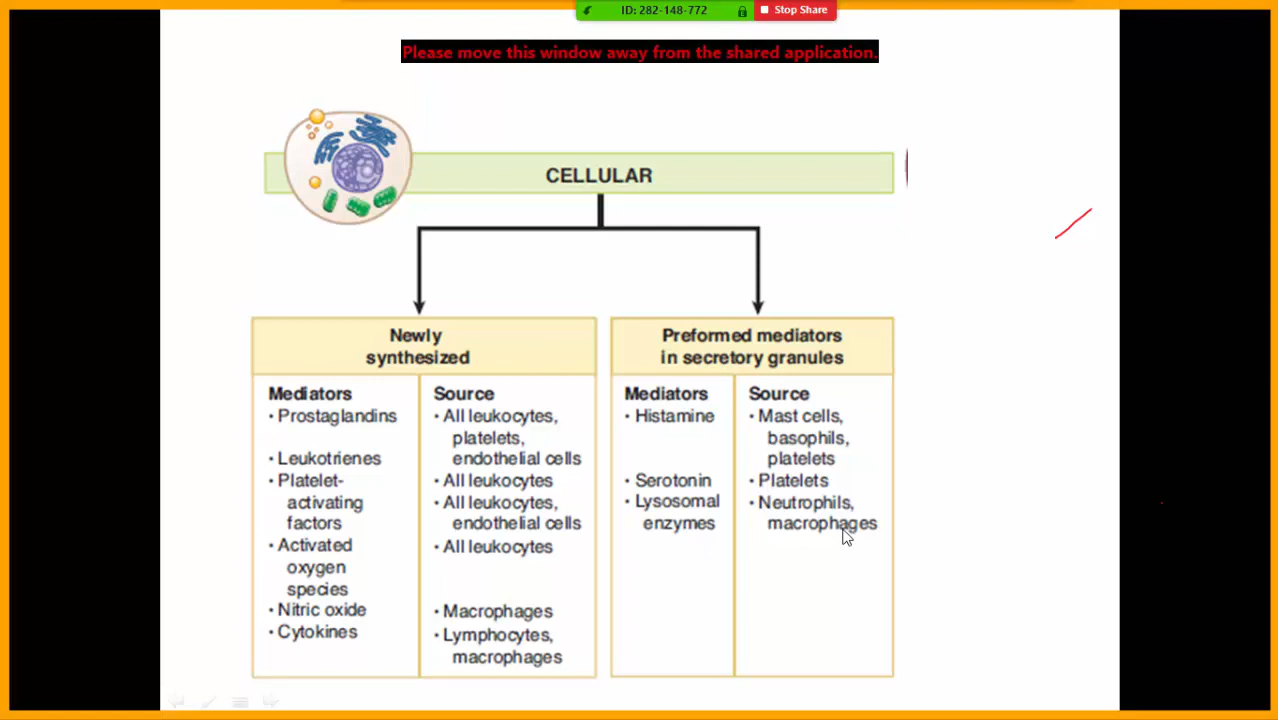 ID: 282-148-772
Stop Share
Please move this window away from the shared application.
CELLULAR
Newly
synthesized
Mediators
• Prostaglandins
• Leukotrienes
• Platelet-
activating
factors
• Activated
oxygen
species
• Nitric oxide
• Cytokines
Source
• All leukocytes,
platelets,
endothelial cells
• All leukocytes
• All leukocytes,
endothelial cells
• All leukocytes
• Macrophages
• Lymphocytes,
macrophages
Preformed mediators
in secretory granules
Mediators
• Histamine
• Serotonin
• Lysosomal
enzymes
Source
• Mast cells,
basophils,
platelets
• Platelets
• Neutrophils,
macrophages